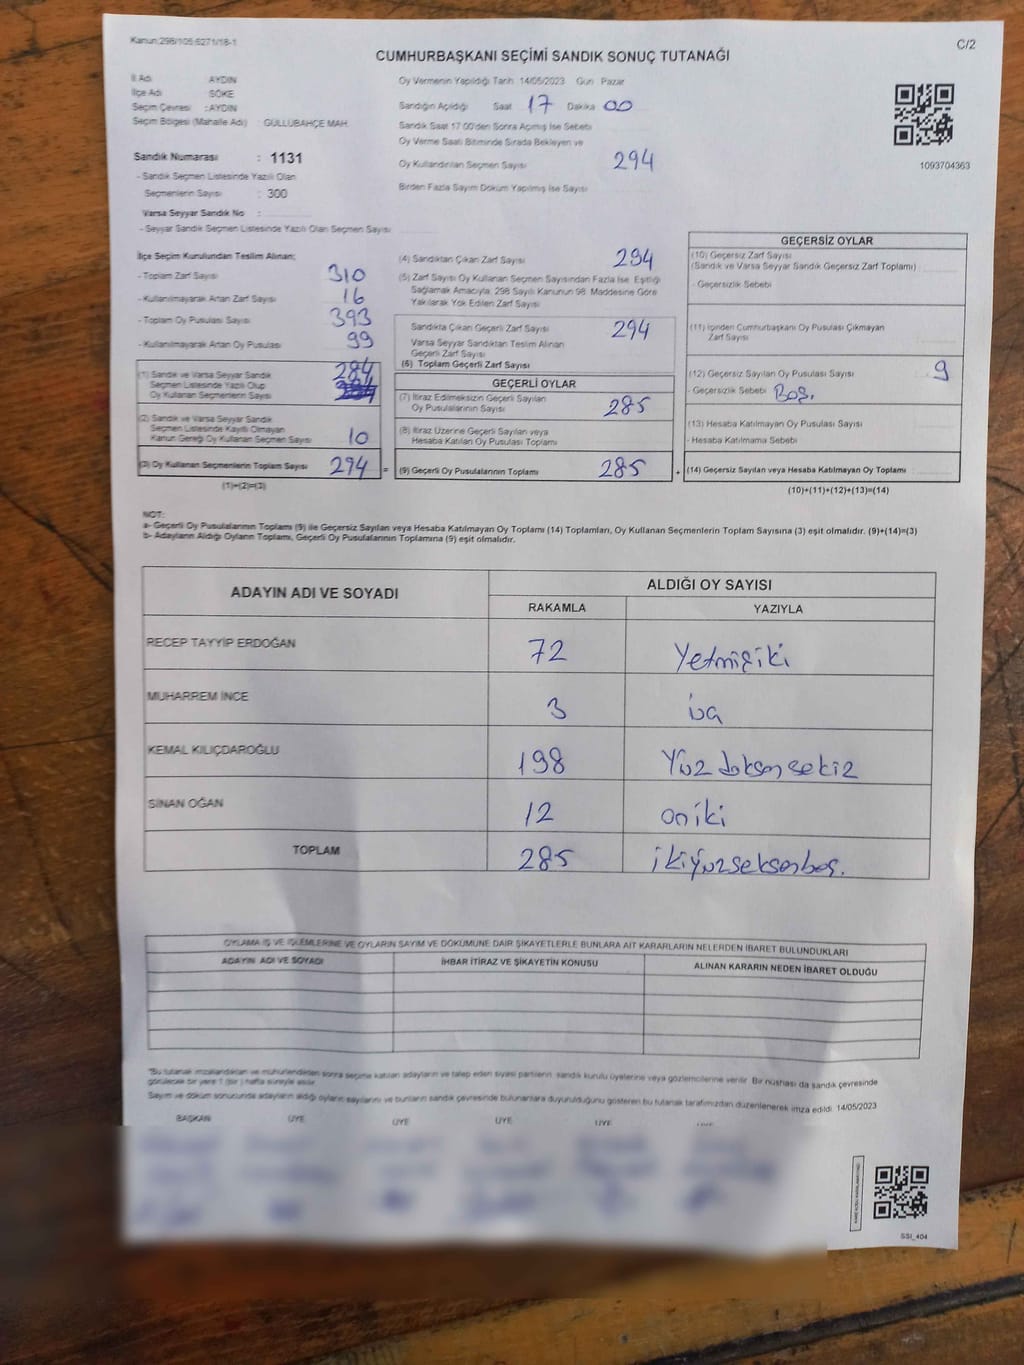 Kanun:298/105;6271/18-1
C/2
CUMHURBAŞKANI SEÇİMİ SANDIK SONUÇ TUTANAĞI
İl Adı AYDIN
İlçe Adı SÖKE
Seçim Çevresi : AYDIN
Seçim Bölgesi (Mahalle Adı) : GÜLLÜBAHÇE MAH.
Sandık Numarası : 1131
- Sandık Seçmen Listesinde Yazılı Olan
Seçmenlerin Sayısı : 300
Varsa Seyyar Sandık No :
- Seyyar Sandık Seçmen Listesinde Yazılı Olan Seçmen Sayısı
Oy Vermenin Yapıldığı Tarih 14/05/2023 Gün Pazar
Sandığın Açıldığı Saat 17 Dakika 00
Sandık Saat 17:00'den Sonra Açılmış İse Sebebi
Oy Verme Saati Bitiminde Sırada Bekleyen ve
Oy Kullandırılan Seçmen Sayısı 294
Birden Fazla Sayım Döküm Yapılmış İse Sayısı
1093704363
İlçe Seçim Kurulundan Teslim Alınan;
- Toplam Zarf Sayısı 310
- Kullanılmayarak Artan Zarf Sayısı 16
- Toplam Oy Pusulası Sayısı 393
- Kullanılmayarak Artan Oy Pusulası 99
(1) Sandık ve Varsa Seyyar Sandık 284
Seçmen Listesinde Yazılı Olup
Oy Kullanan Seçmenlerin Sayısı
(2) Sandık ve Varsa Seyyar Sandık
Seçmen Listesinde Kayıtlı Olmayan
Kanun Gereği Oy Kullanan Seçmen Sayısı 10
(3) Oy Kullanan Seçmenlerin Toplam Sayısı 294 =
(1)+(2)=(3)
(4) Sandıktan Çıkan Zarf Sayısı 294
(5) Zarf Sayısı Oy Kullanan Seçmen Sayısından Fazla İse, Eşitliği
Sağlamak Amacıyla, 298 Sayılı Kanunun 98. Maddesine Göre
Yakılarak Yok Edilen Zarf Sayısı
Sandıkta Çıkan Geçerli Zarf Sayısı 294
Varsa Seyyar Sandıktan Teslim Alınan
Geçerli Zarf Sayısı
(6) Toplam Geçerli Zarf Sayısı
GEÇERLİ OYLAR
(7) İtiraz Edilmeksizin Geçerli Sayılan
Oy Pusulalarının Sayısı 285
(8) İtiraz Üzerine Geçerli Sayılan veya
Hesaba Katılan Oy Pusulası Toplamı
(9) Geçerli Oy Pusulalarının Toplamı 285 +
GEÇERSİZ OYLAR
(10) Geçersiz Zarf Sayısı
(Sandık ve Varsa Seyyar Sandık Geçersiz Zarf Toplamı)
- Geçersizlik Sebebi
(11) İçinden Cumhurbaşkanı Oy Pusulası Çıkmayan
Zarf Sayısı
(12) Geçersiz Sayılan Oy Pusulası Sayısı 9
- Geçersizlik Sebebi Boş.
(13) Hesaba Katılmayan Oy Pusulası Sayısı
- Hesaba Katılmama Sebebi
(14) Geçersiz Sayılan veya Hesaba Katılmayan Oy Toplamı
(10)+(11)+(12)+(13)=(14)
NOT:
a- Geçerli Oy Pusulalarının Toplamı (9) ile Geçersiz Sayılan veya Hesaba Katılmayan Oy Toplamı (14) Toplamları, Oy Kullanan Seçmenlerin Toplam Sayısına (3) eşit olmalıdır. (9)+(14)=(3)
b- Adayların Aldığı Oyların Toplamı, Geçerli Oy Pusulalarının Toplamına (9) eşit olmalıdır.
ADAYIN ADI VE SOYADI
ALDIĞI OY SAYISI
RAKAMLA YAZIYLA
RECEP TAYYİP ERDOĞAN 72 Yetmişiki
MUHARREM İNCE 3 üç
KEMAL KILIÇDAROĞLU 198 Yüz doksan sekiz
SİNAN OĞAN 12 oniki
TOPLAM 285 ikiyüzseksenbeş.
OYLAMA İŞ VE İŞLEMLERİNE VE OYLARIN SAYIM VE DÖKÜMÜNE DAİR ŞİKAYETLERLE BUNLARA AİT KARARLARIN NELERDEN İBARET BULUNDUKLARI
ADAYIN ADI VE SOYADI İHBAR İTİRAZ VE ŞİKAYETİN KONUSU ALINAN KARARIN NEDEN İBARET OLDUĞU
*Bu tutanak imzalandıktan ve mühürlendikten sonra seçime katılan adayların ve talep eden siyasi partilerin sandık kurulu üyelerine veya gözlemcilerine verilir. Bir nüshası da sandık çevresinde
görülecek bir yere 1 (bir) hafta süreyle asılır.
Sayım ve döküm sonucunda adayların aldığı oyların sayılarını ve bunların sandık çevresinde bulunanlara duyurulduğunu gösteren bu tutanak tarafımızdan düzenlenerek imza edildi. 14/05/2023
BAŞKAN ÜYE ÜYE ÜYE ÜYE
SSI_404